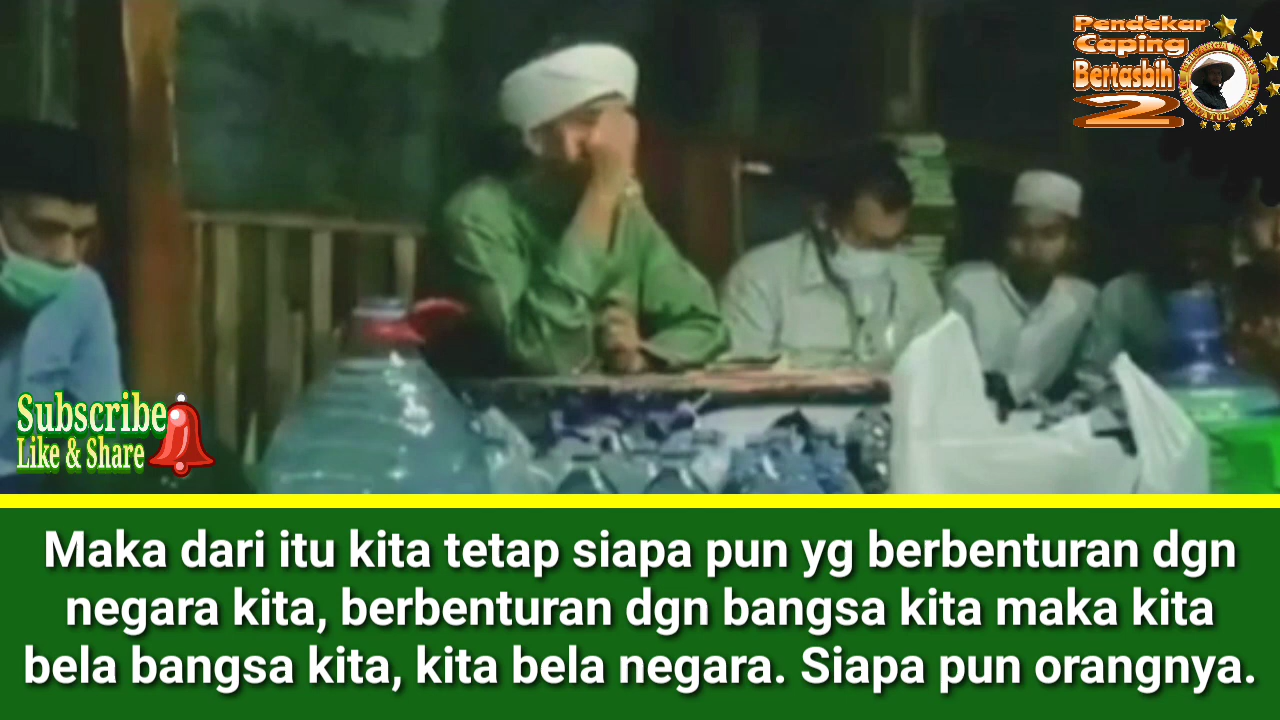 Pendekar
Caping
Bertasbih
2
Subscribe
Like & Share
Maka dari itu kita tetap siapa pun yg berbenturan dgn
negara kita, berbenturan dgn bangsa kita maka kita
bela bangsa kita, kita bela negara. Siapa pun orangnya.